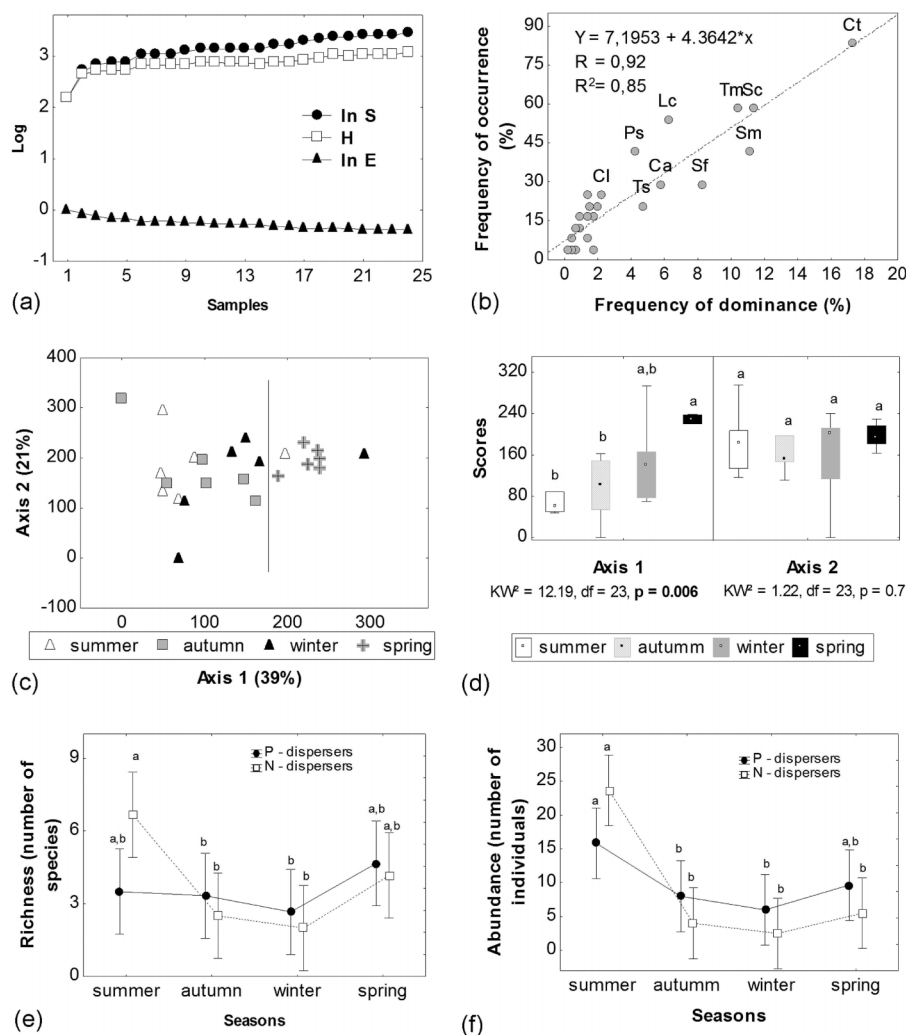 3
2
1
0
-1
Log
In S
H
In E
1 5 9 13 17 21 25
Samples
(a)
90
75
60
45
30
15
0
Frequency of occurrence
(%)
Y = 7,1953 + 4.3642*x
R = 0,92
R²= 0,85
Ct
Lc
TmSc
Ps
Sm
Cl
Ca
Sf
Ts
0 2 4 6 8 10 12 14 16 18 20
Frequency of dominance (%)
(b)
400
300
200
100
0
-100
Axis 2 (21%)
0 100 200 300
summer autumn winter spring
Axis 1 (39%)
(c)
320
240
160
80
0
Scores
b
b
a,b
a
a
a
a
a
Axis 1
Axis 2
KW² = 12.19, df = 23, p = 0.006
KW² = 1.22, df = 23, p = 0.7
summer autumm winter spring
(d)
9
6
3
0
Richness (number of
species)
P - dispersers
N - dispersers
a
a,b
b
b
b
b
a,b
a,b
summer autumn winter spring
Seasons
(e)
30
25
20
15
10
5
0
Abundance (number of
individuals)
P - dispersers
N - dispersers
a
a
b
b
b
b
a,b
b
summer autumm winter spring
Seasons
(f)